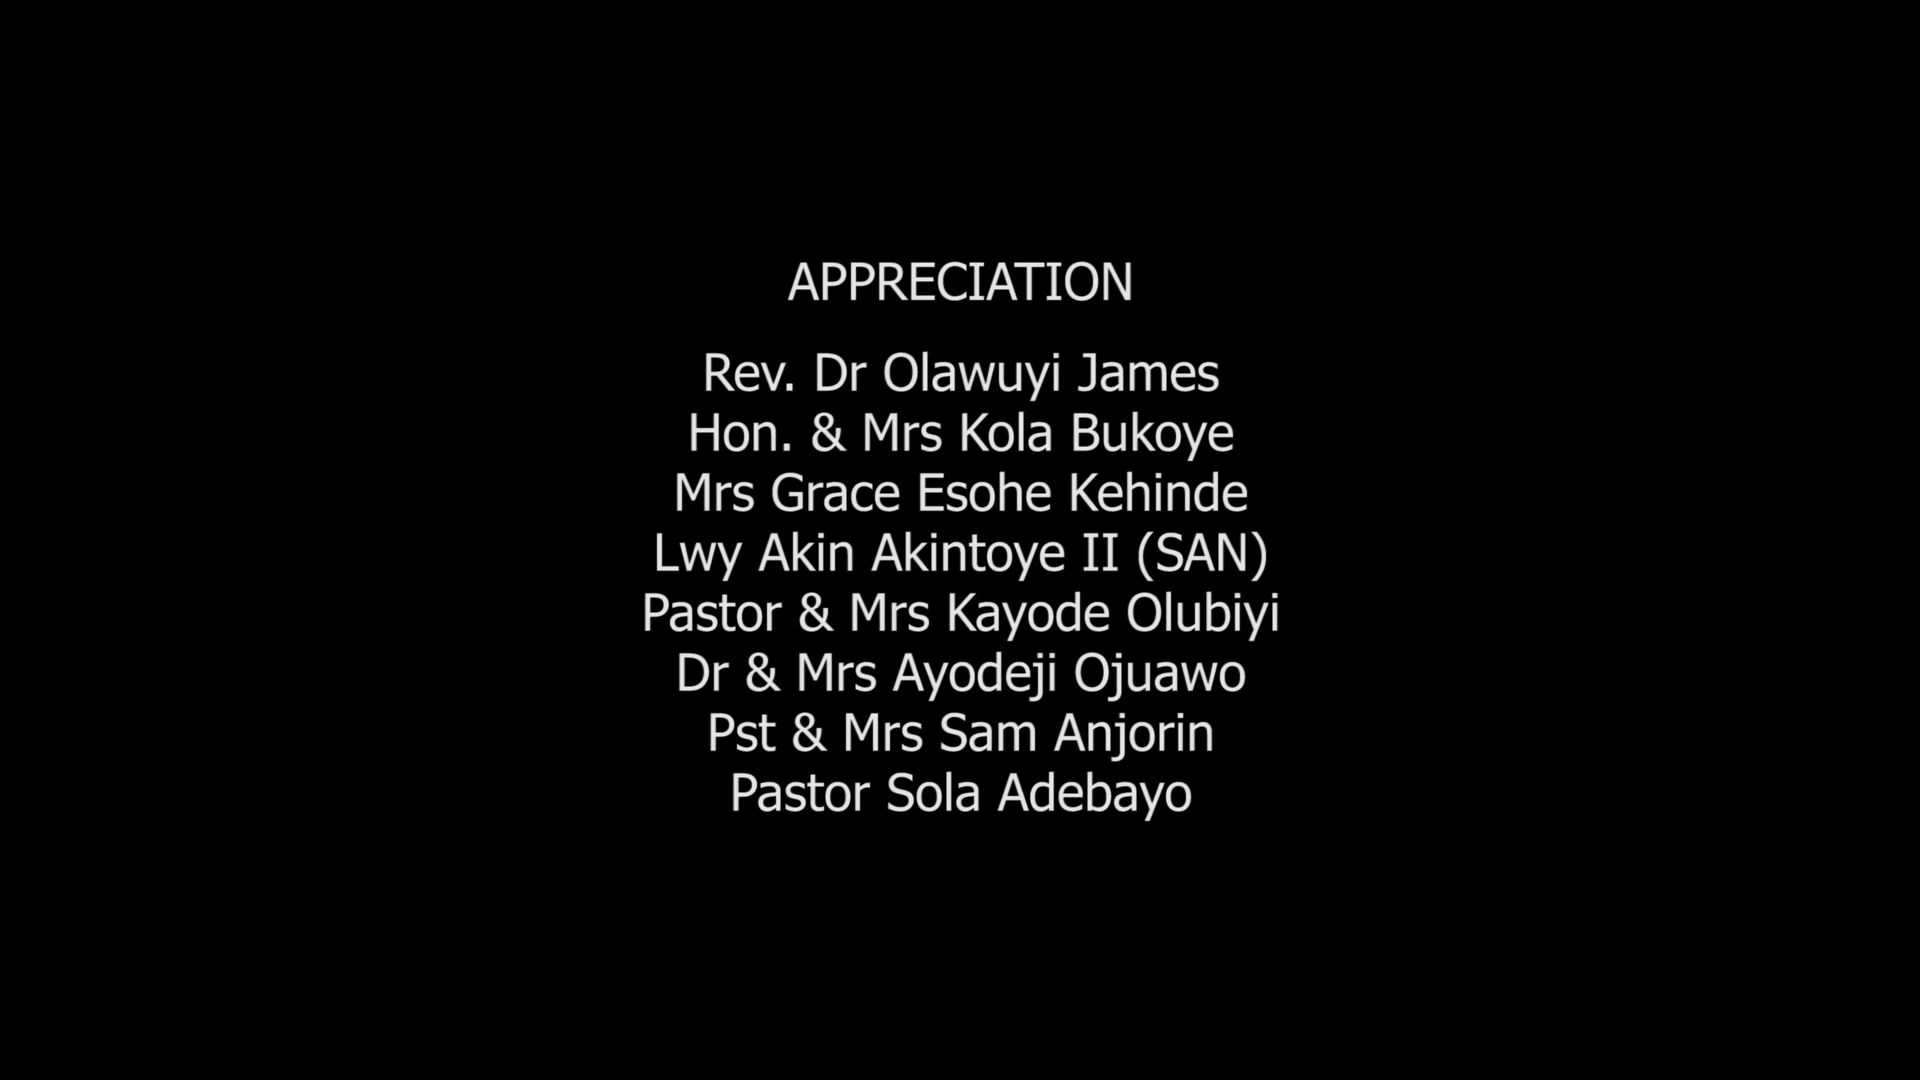 APPRECIATION
Rev. Dr Olawuyi James
Hon. & Mrs Kola Bukoye
Mrs Grace Esohe Kehinde
Lwy Akin Akintoye II (SAN)
Pastor & Mrs Kayode Olubiyi
Dr & Mrs Ayodeji Ojuawo
Pst & Mrs Sam Anjorin
Pastor Sola Adebayo